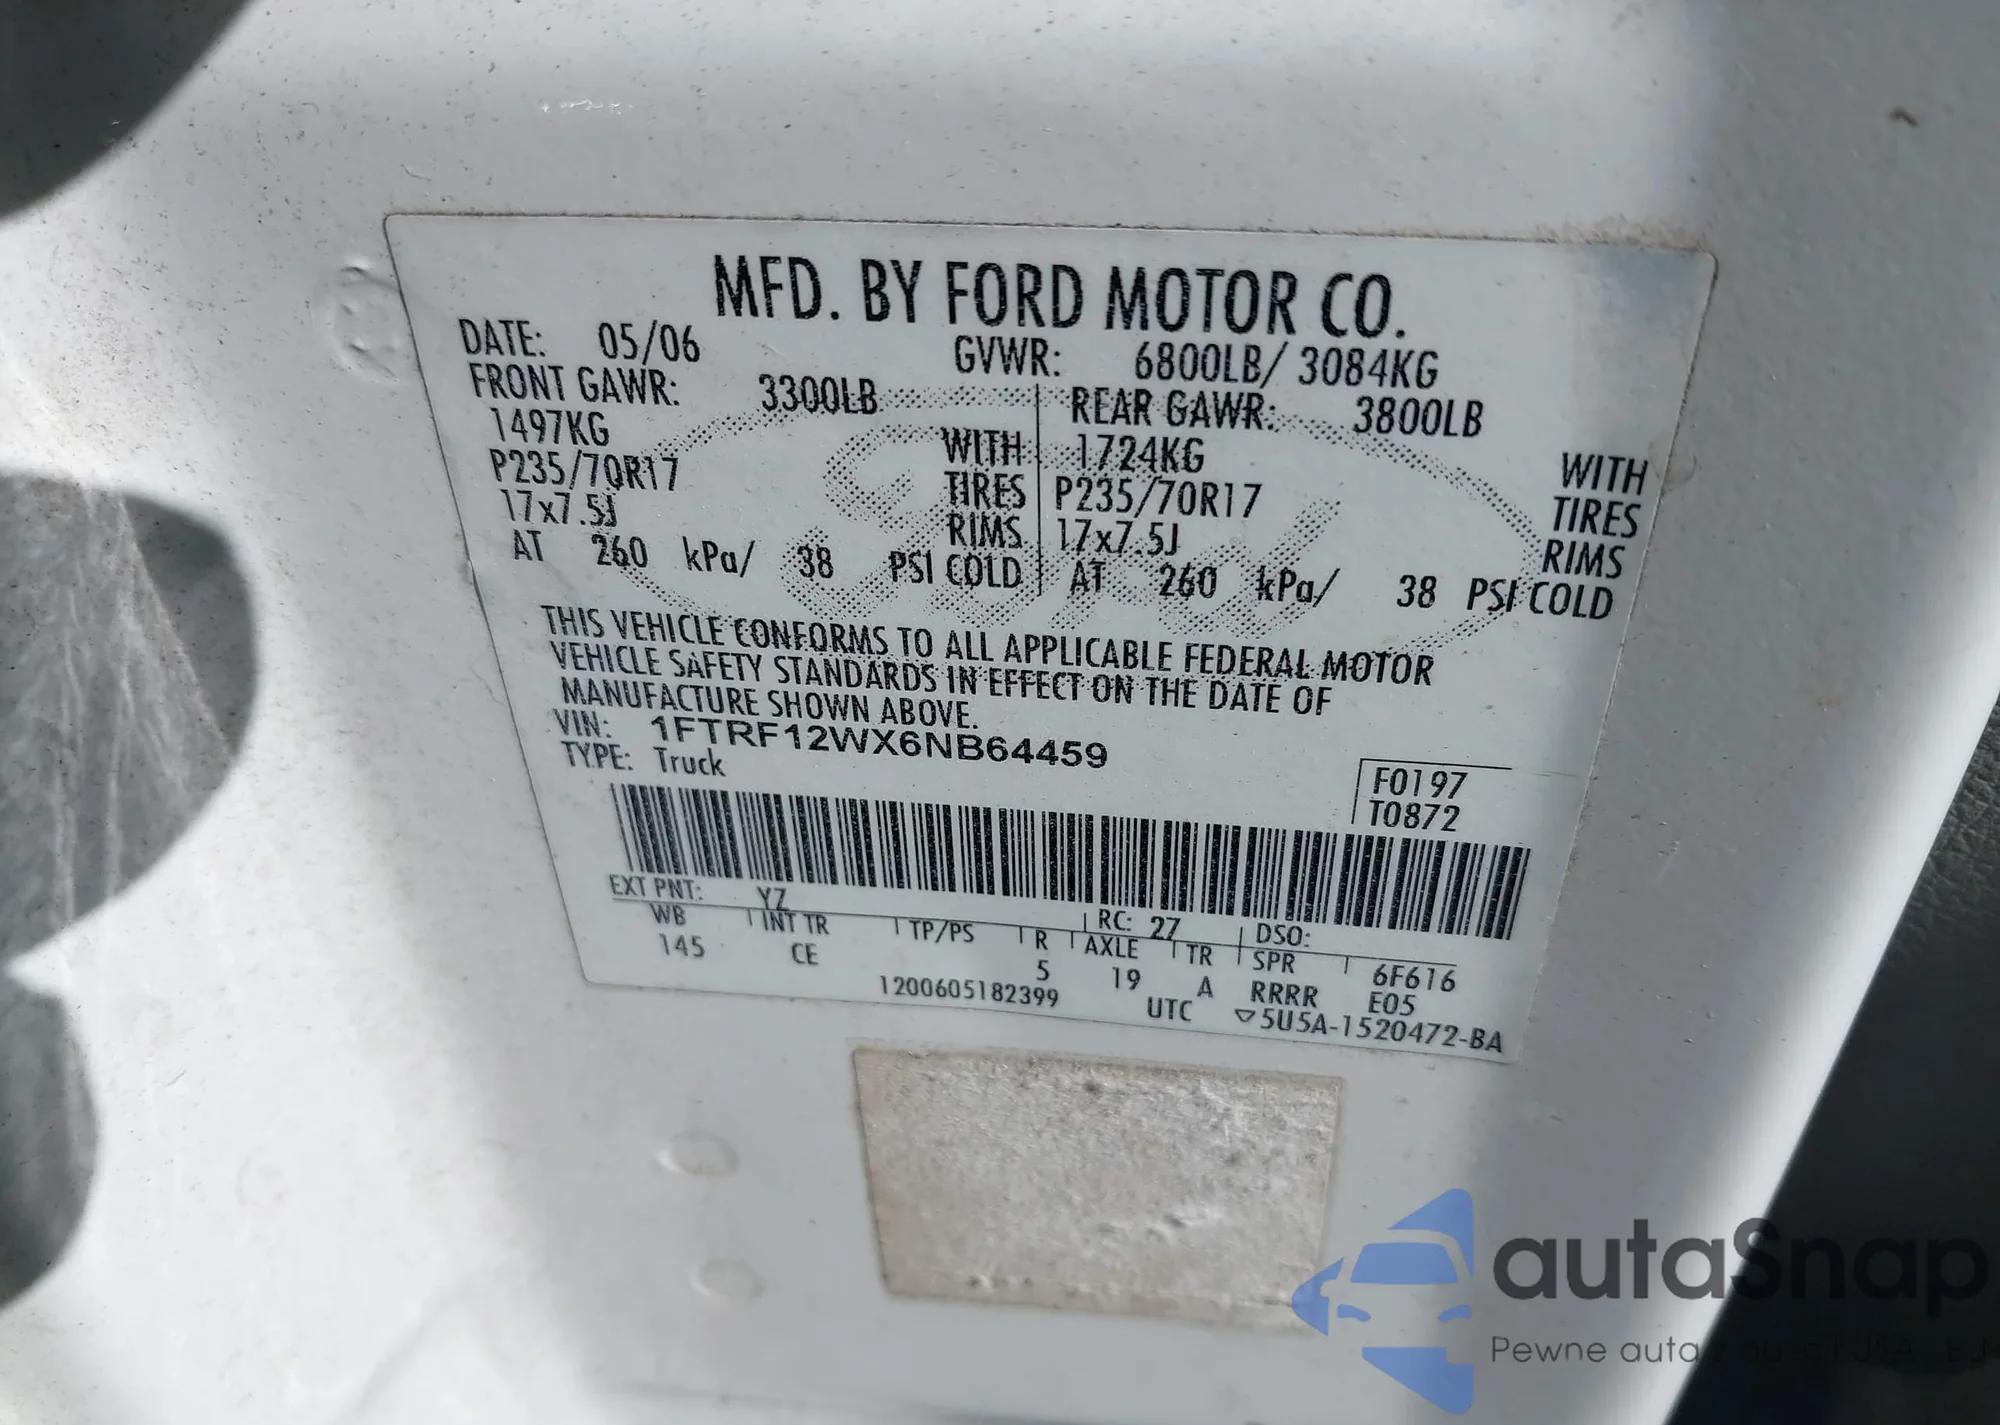 MFD. BY FORD MOTOR CO.
DATE: 05/06 GVWR: 6800LB/ 3084KG
FRONT GAWR: 3300LB REAR GAWR: 3800LB
1497KG WITH 1724KG WITH
P235/70R17 TIRES P235/70R17 TIRES
17x7.5J RIMS 17x7.5J RIMS
AT 260 kPa/ 38 PSI COLD AT 260 kPa/ 38 PSI COLD
THIS VEHICLE CONFORMS TO ALL APPLICABLE FEDERAL MOTOR
VEHICLE SAFETY STANDARDS IN EFFECT ON THE DATE OF
MANUFACTURE SHOWN ABOVE.
VIN: 1FTRF12WX6NB64459
TYPE: Truck
F0197
T0872
EXT PNT: YZ RC: 27 DSO:
WB INT TR TP/PS R AXLE TR SPR 6F616
145 CE 5 19 A RRRR E05
1200605182399 UTC ▽5U5A-1520472-BA
autaSnap
Pewne auta